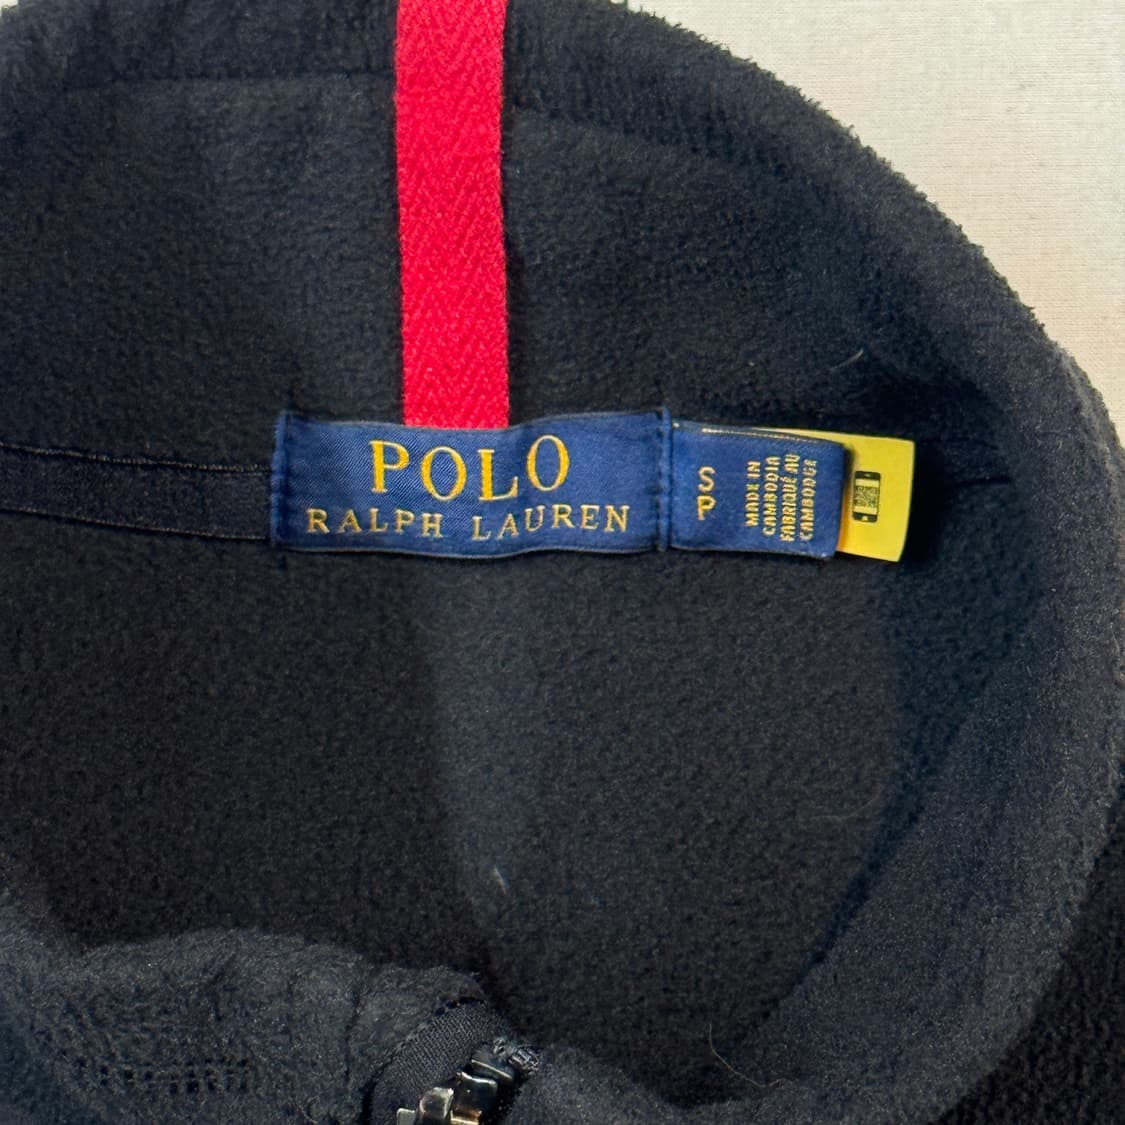 POLO
RALPH LAUREN
S
P
MADE IN
CAMBODIA
FABRIQUÉ AU
CAMBODGE